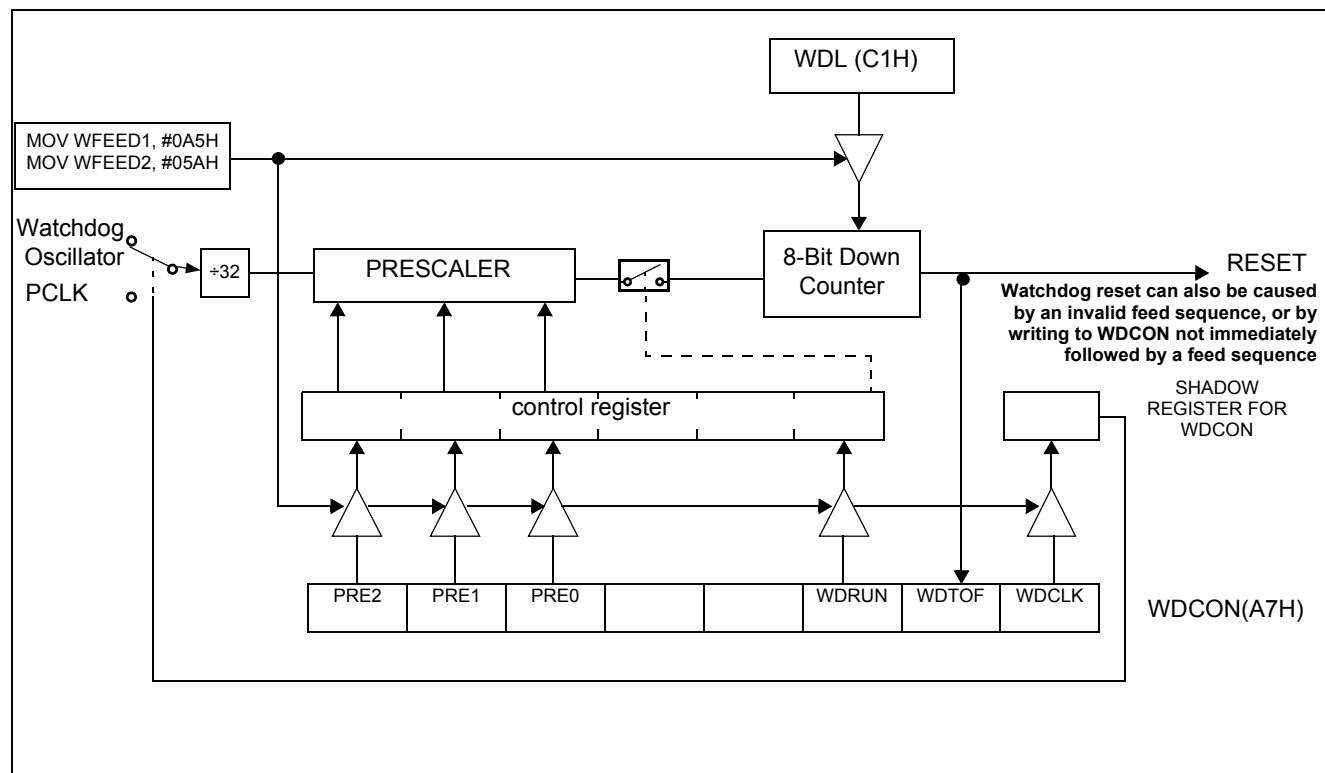 WDL (C1H)
MOV WFEED1, #0A5H
MOV WFEED2, #05AH
Watchdog
Oscillator
PCLK
÷32
PRESCALER
8-Bit Down
Counter
RESET
Watchdog reset can also be caused
by an invalid feed sequence, or by
writing to WDCON not immediately
followed by a feed sequence
control register
SHADOW
REGISTER FOR
WDCON
PRE2 PRE1 PRE0 WDRUN WDTOF WDCLK
WDCON(A7H)